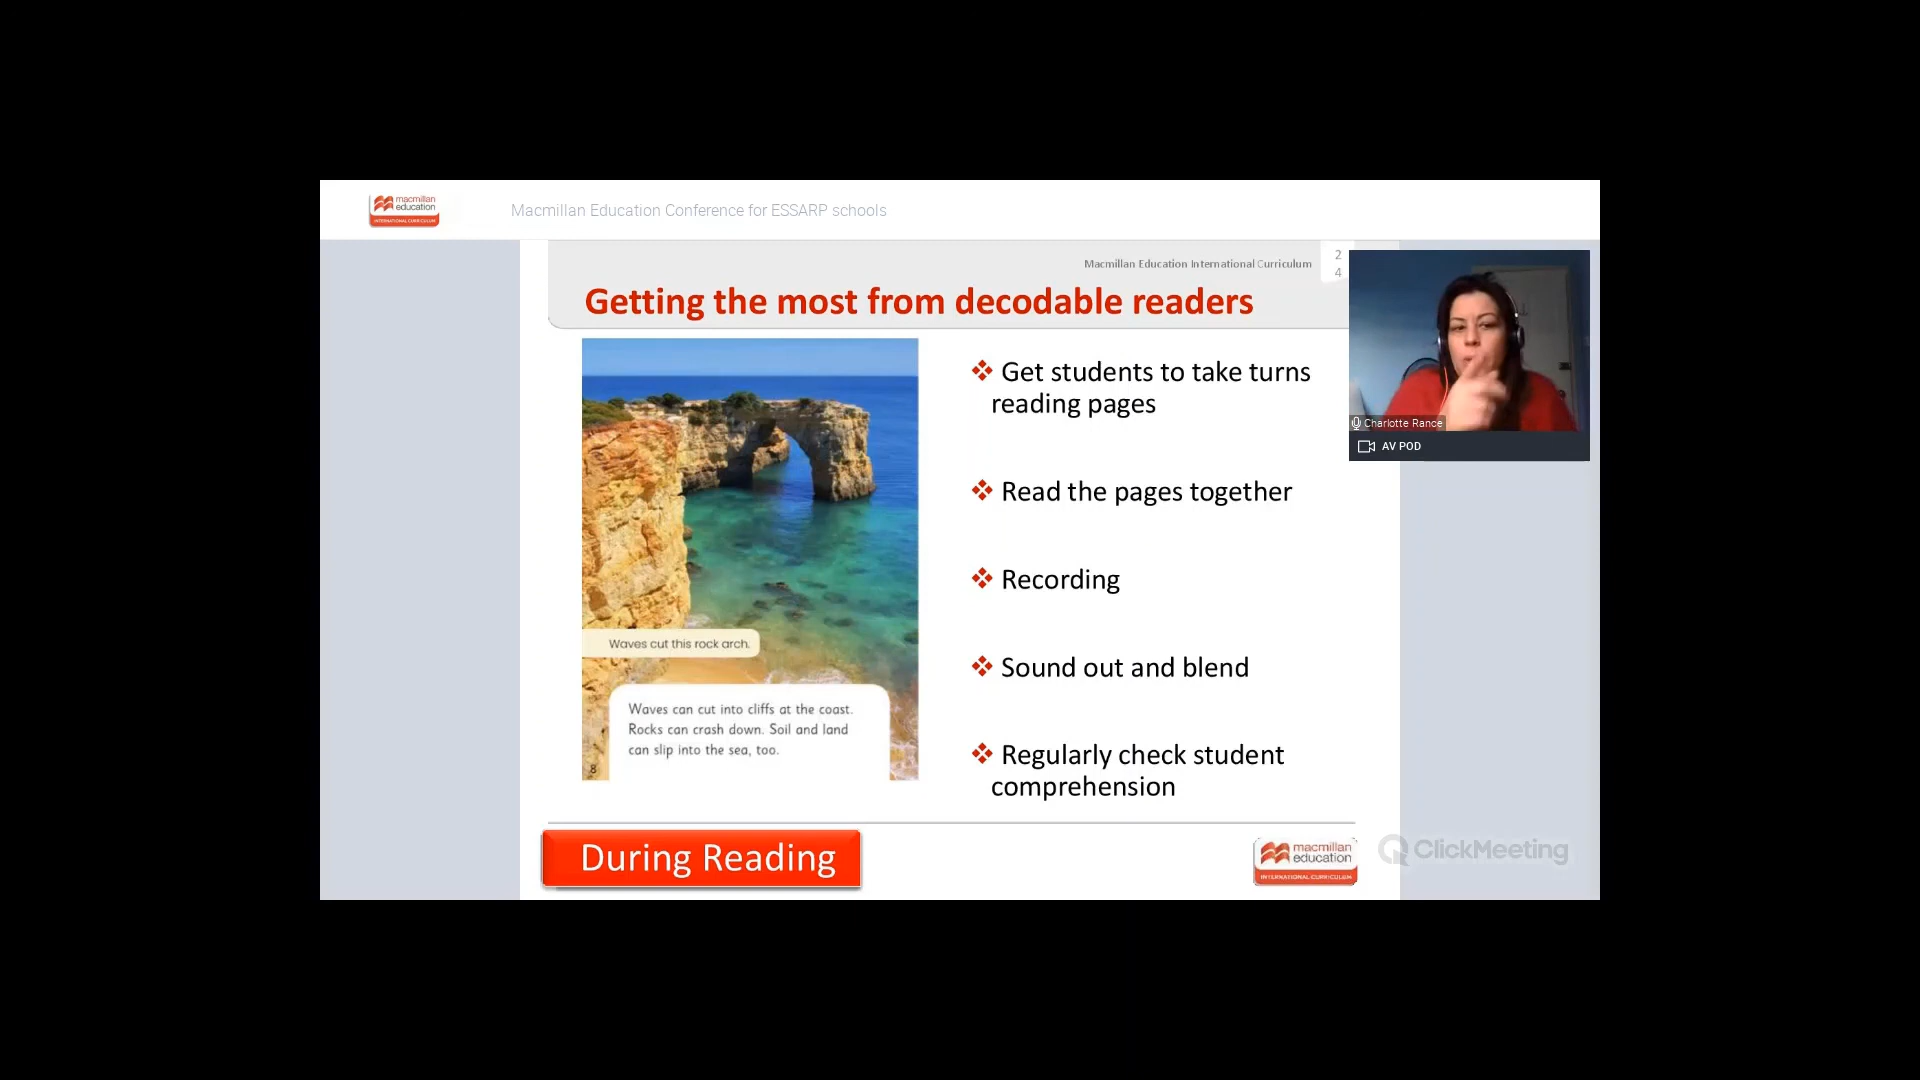 macmillan
education
INTERNATIONAL CURRICULUM
Macmillan Education Conference for ESSARP schools
Macmillan Education International Curriculum
2
4
Getting the most from decodable readers
Get students to take turns
reading pages
Read the pages together
Recording
Sound out and blend
Regularly check student
comprehension
Waves cut this rock arch.
Waves can cut into cliffs at the coast.
Rocks can crash down. Soil and land
can slip into the sea, too.
8
Charlotte Rance
AV POD
During Reading
macmillan
education
INTERNATIONAL CURRICULUM
ClickMeeting